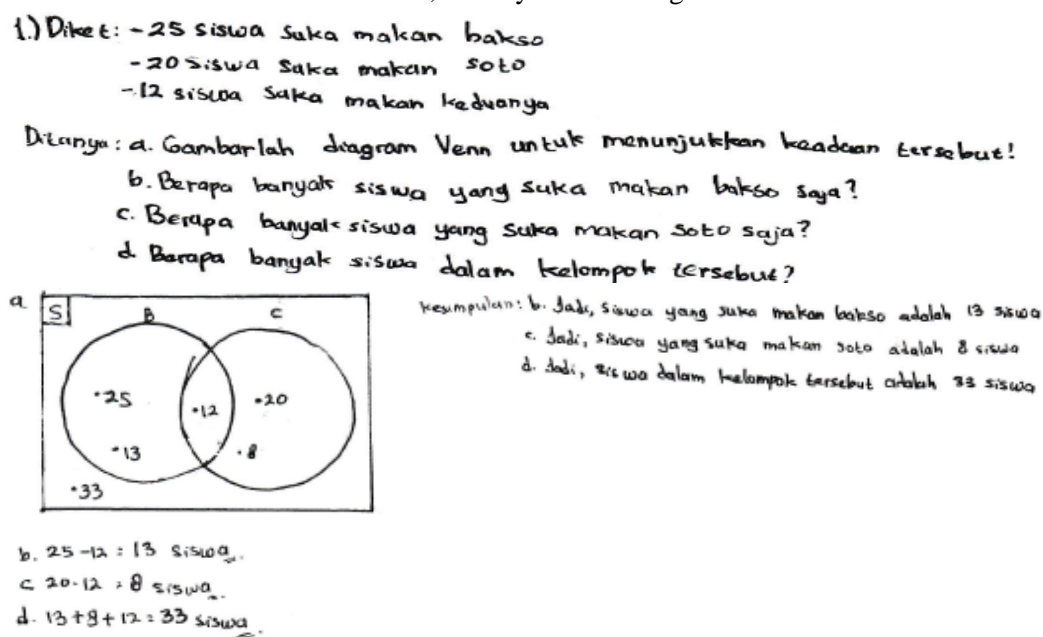 1.) Diket: - 25 siswa suka makan bakso
- 20 siswa suka makan soto
- 12 siswa suka makan keduanya
Ditanya: a. Gambarlah diagram Venn untuk menunjukkan keadaan tersebut!
b. Berapa banyak siswa yang suka makan bakso saja?
c. Berapa banyak siswa yang suka makan soto saja?
d. Barapa banyak siswa dalam kelompok tersebut?
a
S
B
C
·25
·12
·20
·13
·8
·33
Kesimpulan: b. Jadi, siswa yang suka makan bakso adalah 13 siswa
c. Jadi, siswa yang suka makan soto adalah 8 siswa
d. Jadi, siswa dalam kelompok tersebut adalah 33 siswa
b. 25-12 = 13 siswa
c 20-12 = 8 siswa
d. 13+8+12 = 33 siswa